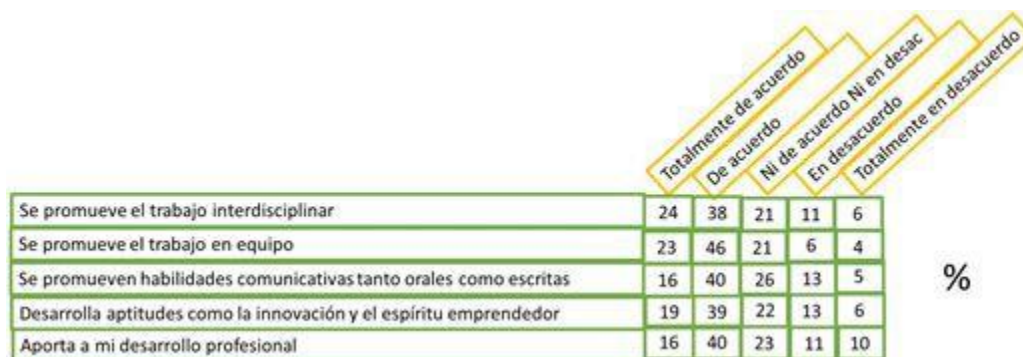 Totalmente de acuerdo
De acuerdo
Ni de acuerdo Ni en desac
En desacuerdo
Totalmente en desacuerdo
Se promueve el trabajo interdisciplinar 24 38 21 11 6
Se promueve el trabajo en equipo 23 46 21 6 4
Se promueven habilidades comunicativas tanto orales como escritas 16 40 26 13 5
Desarrolla aptitudes como la innovación y el espíritu emprendedor 19 39 22 13 6
Aporta a mi desarrollo profesional 16 40 23 11 10
%